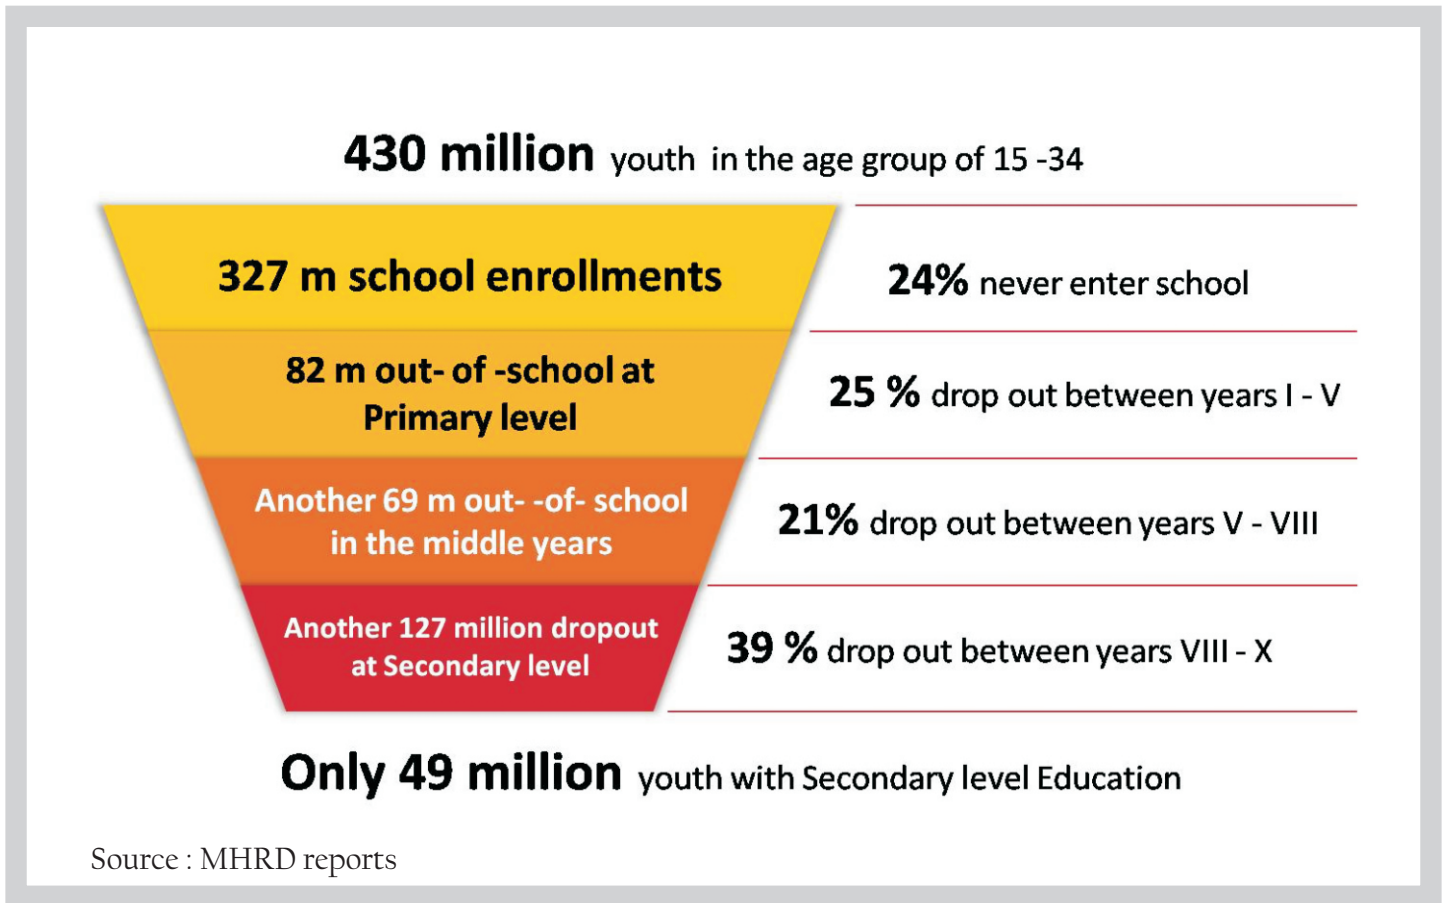 430 million youth in the age group of 15 -34
327 m school enrollments
24% never enter school
82 m out- of -school at
Primary level
25 % drop out between years I - V
Another 69 m out- -of- school
in the middle years
21% drop out between years V - VIII
Another 127 million dropout
at Secondary level
39 % drop out between years VIII - X
Only 49 million youth with Secondary level Education
Source : MHRD reports